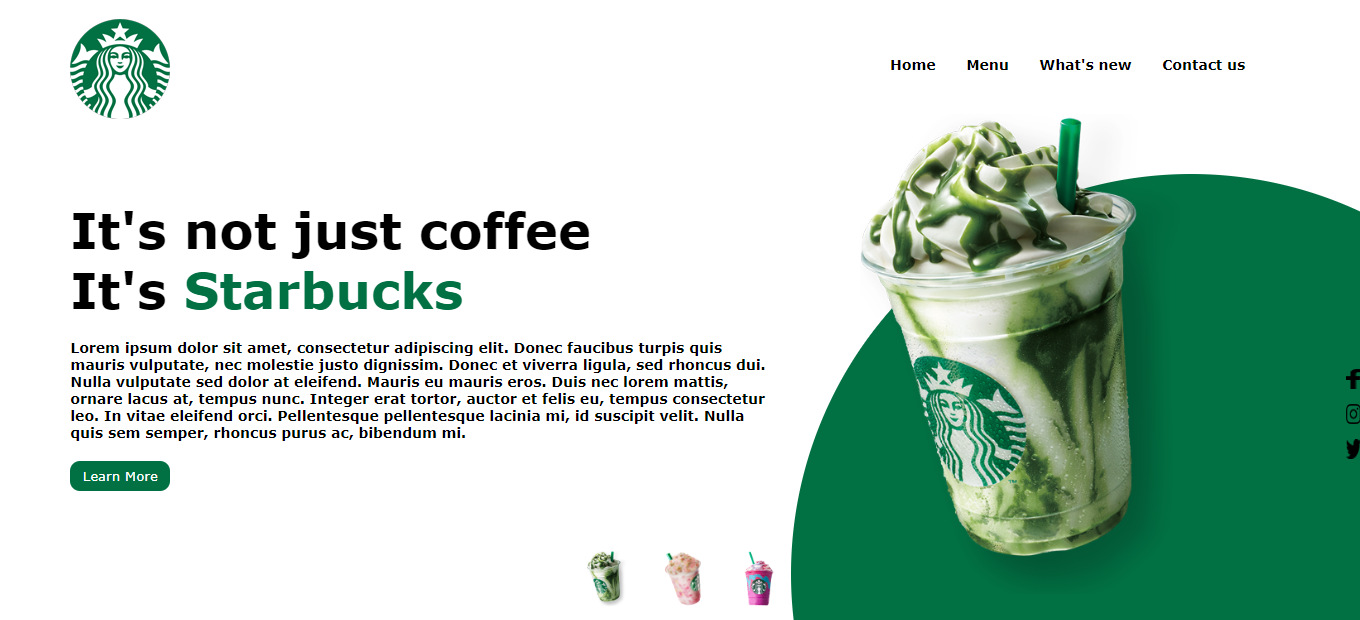 Home Menu What's new Contact us
It's not just coffee
It's Starbucks
Lorem ipsum dolor sit amet, consectetur adipiscing elit. Donec faucibus turpis quis
mauris vulputate, nec molestie justo dignissim. Donec et viverra ligula, sed rhoncus dui.
Nulla vulputate sed dolor at eleifend. Mauris eu mauris eros. Duis nec lorem mattis,
ornare lacus at, tempus nunc. Integer erat tortor, auctor et felis eu, tempus consectetur
leo. In vitae eleifend orci. Pellentesque pellentesque lacinia mi, id suscipit velit. Nulla
quis sem semper, rhoncus purus ac, bibendum mi.
Learn More